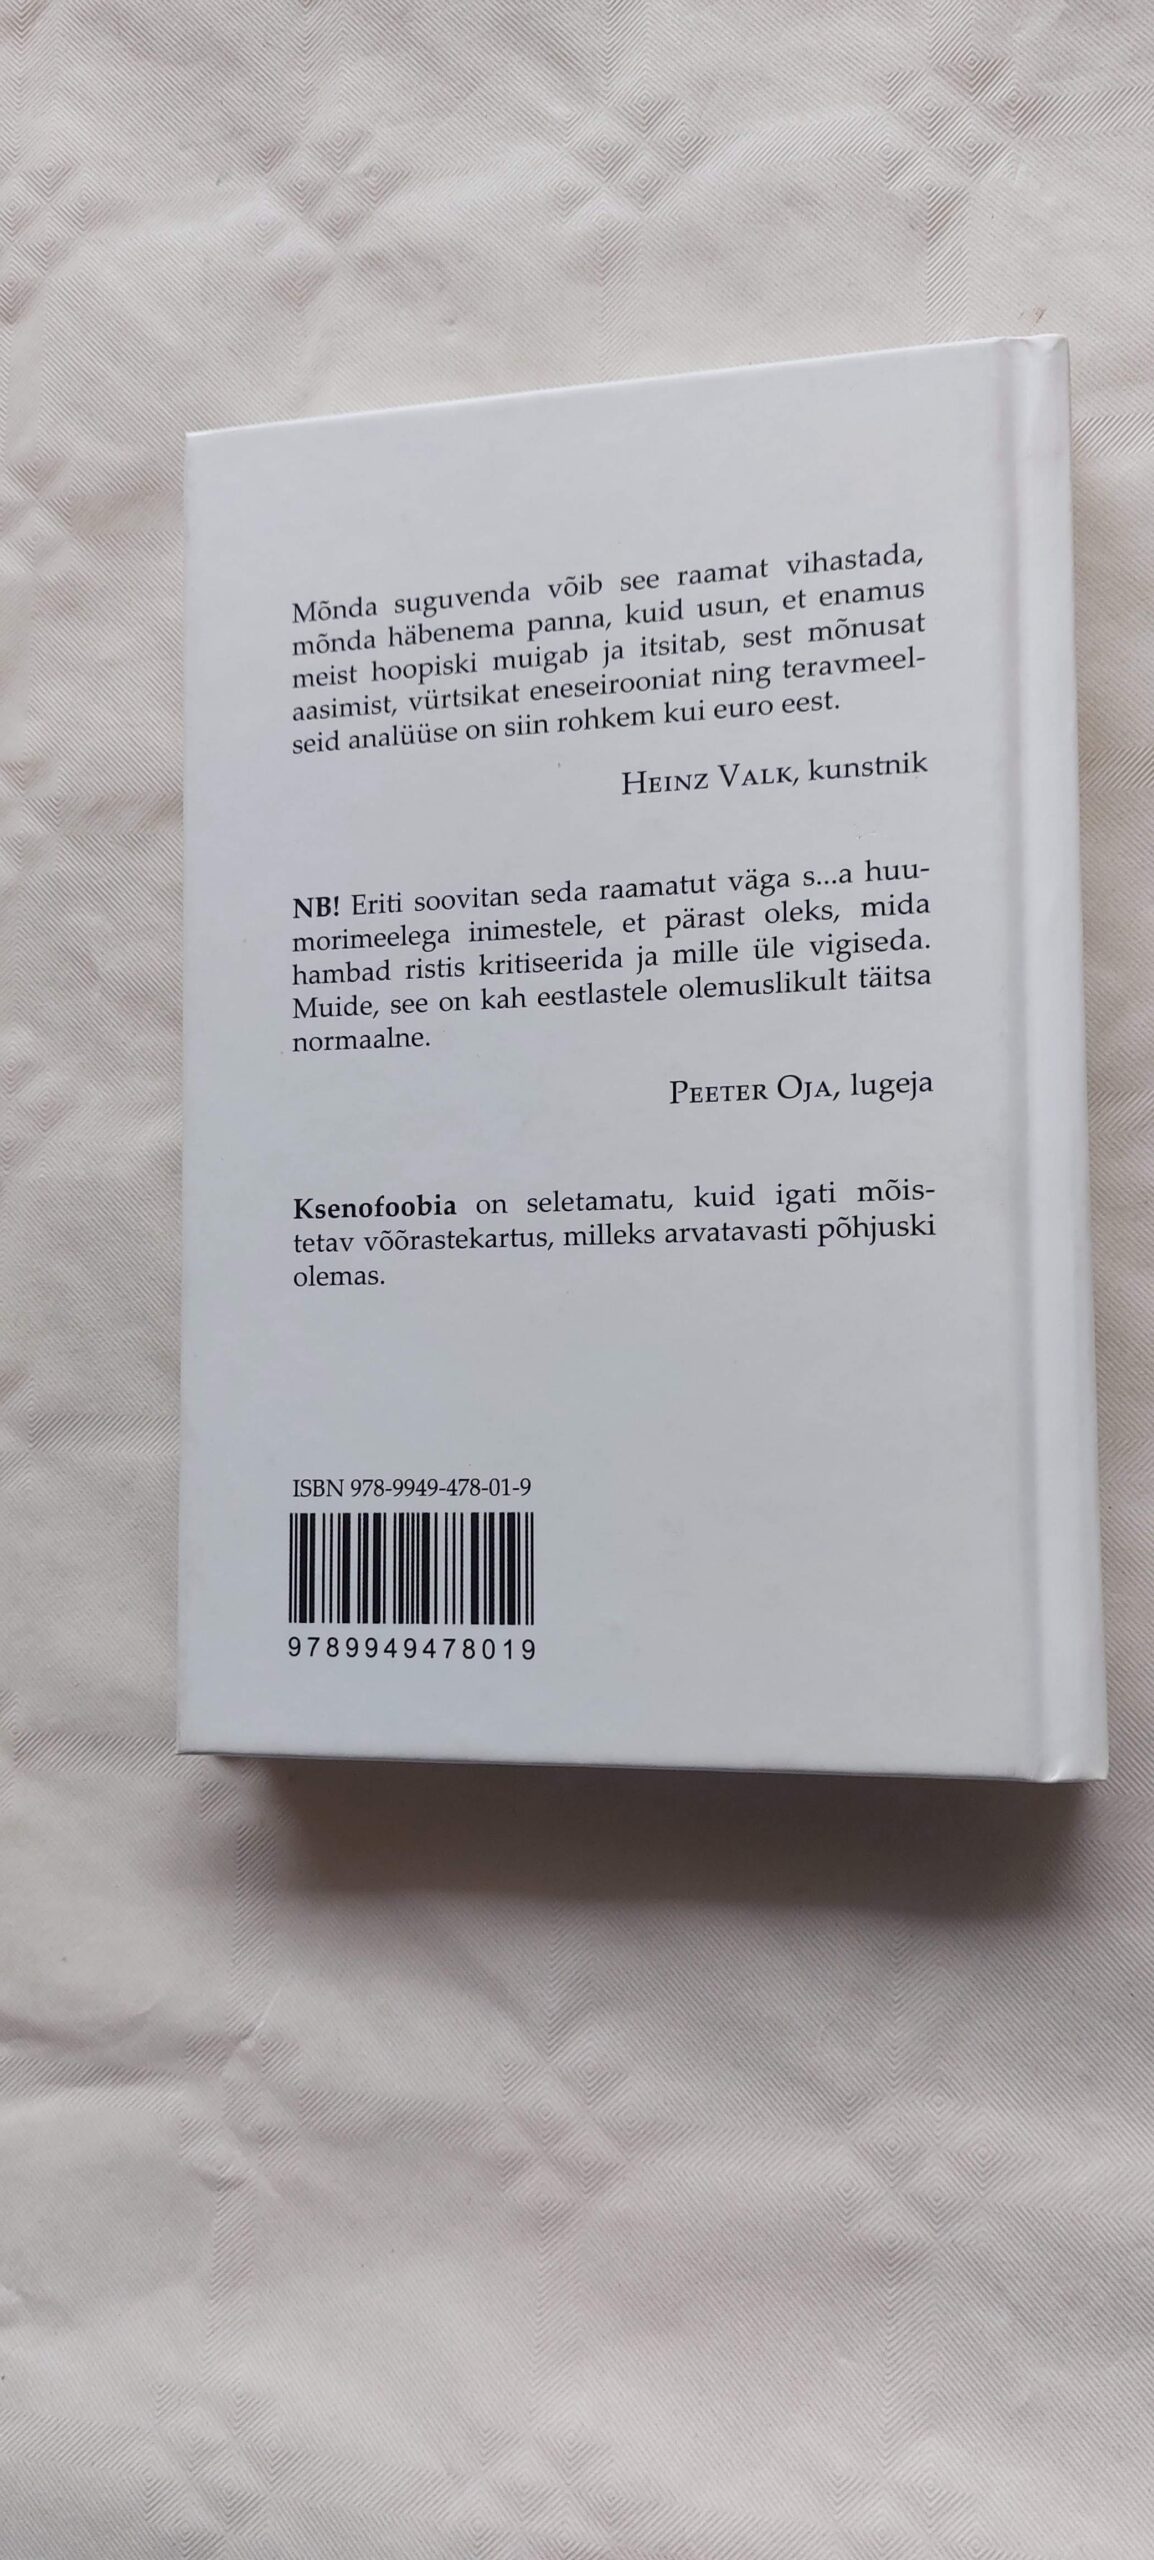 Mõnda suguvenda võib see raamat vihastada,
mõnda häbenema panna, kuid usun, et enamus
meist hoopiski muigab ja itsitab, sest mõnusat
aasimist, vürtsikat eneseirooniat ning teravmeel-
seid analüüse on siin rohkem kui euro eest.
HEINZ VALK, kunstnik
NB! Eriti soovitan seda raamatut väga s...a huu-
morimeelega inimestele, et pärast oleks, mida
hambad ristis kritiseerida ja mille üle vigiseda.
Muide, see on kah eestlastele olemuslikult täitsa
normaalne.
PEETER OJA, lugeja
Ksenofoobia on seletamatu, kuid igati mõis-
tetav võõrastekartus, milleks arvatavasti põhjuski
olemas.
ISBN 978-9949-478-01-9
9789949478019